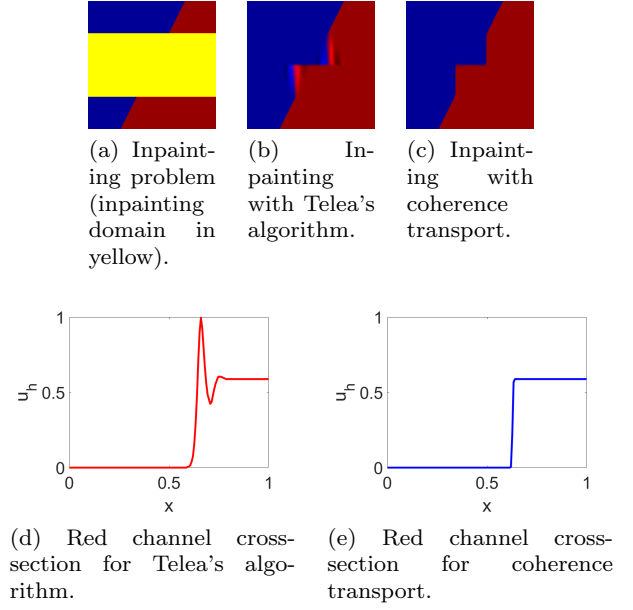 (a) Inpaint-
ing problem
(inpainting
domain in
yellow).
(b) In-
painting
with Telea's
algorithm.
(c) Inpaint-
ing with
coherence
transport.
1
0.5
0
u_h
0 0.5 1
x
(d) Red channel cross-
section for Telea's algo-
rithm.
1
0.5
0
u_h
0 0.5 1
x
(e) Red channel cross-
section for coherence
transport.